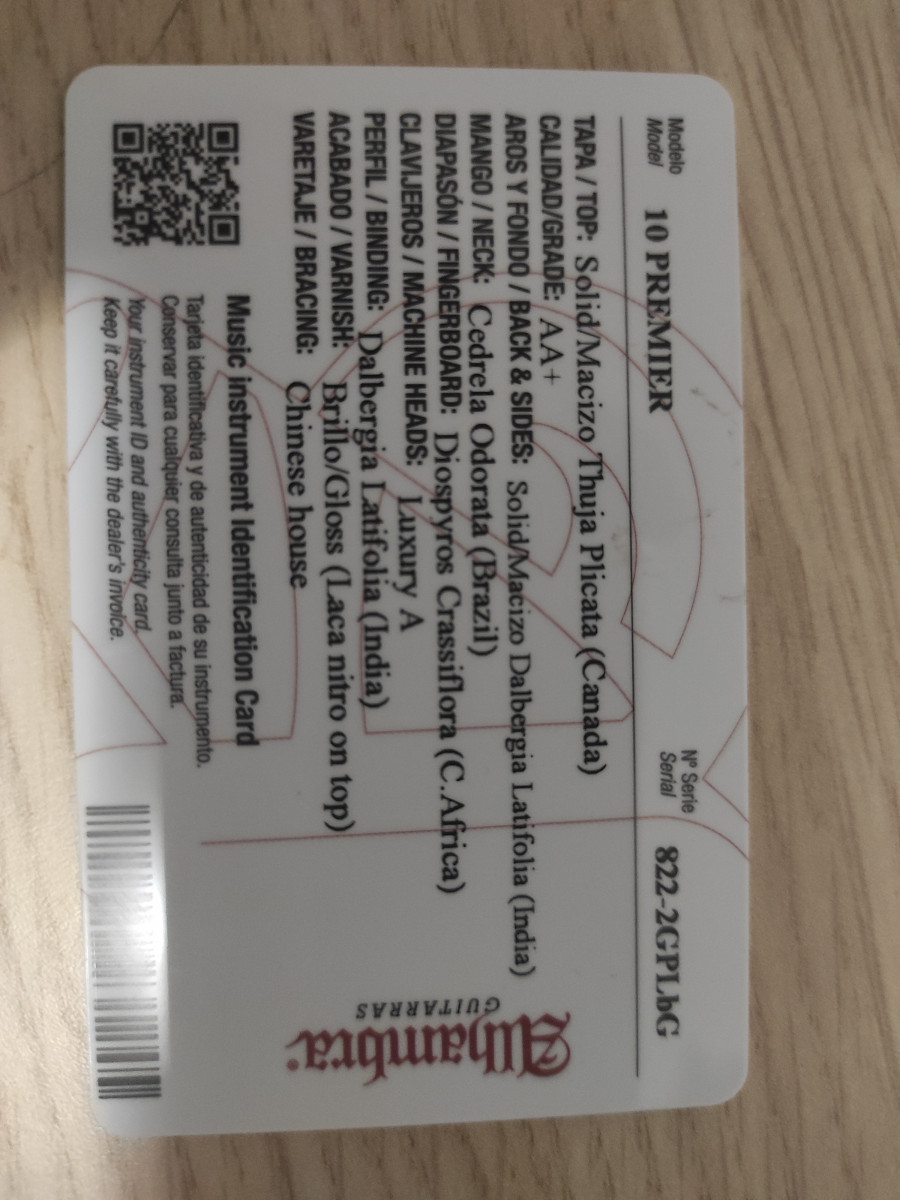 Modelo
Model
10 PREMIER
Nº Serie
Serial
822-2GPLbG
TAPA / TOP: Solid/Macizo Thuja Plicata (Canada)
CALIDAD/GRADE: AA+
AROS Y FONDO / BACK & SIDES: Solid/Macizo Dalbergia Latifolia (India)
MANGO / NECK: Cedrela Odorata (Brazil)
DIAPASÓN / FINGERBOARD: Diospyros Crassiflora (C.Africa)
CLAVIJEROS / MACHINE HEADS: Luxury A
PERFIL / BINDING: Dalbergia Latifolia (India)
ACABADO / VARNISH: Brillo/Gloss (Laca nitro on top)
VARETAJE / BRACING: Chinese house
Alhambra
GUITARRAS
Music instrument Identification Card
Tarjeta identificativa y de autenticidad de su instrumento.
Conservar para cualquier consulta junto a factura.
Your instrument ID and authenticity card.
Keep it carefully with the dealer's invoice.